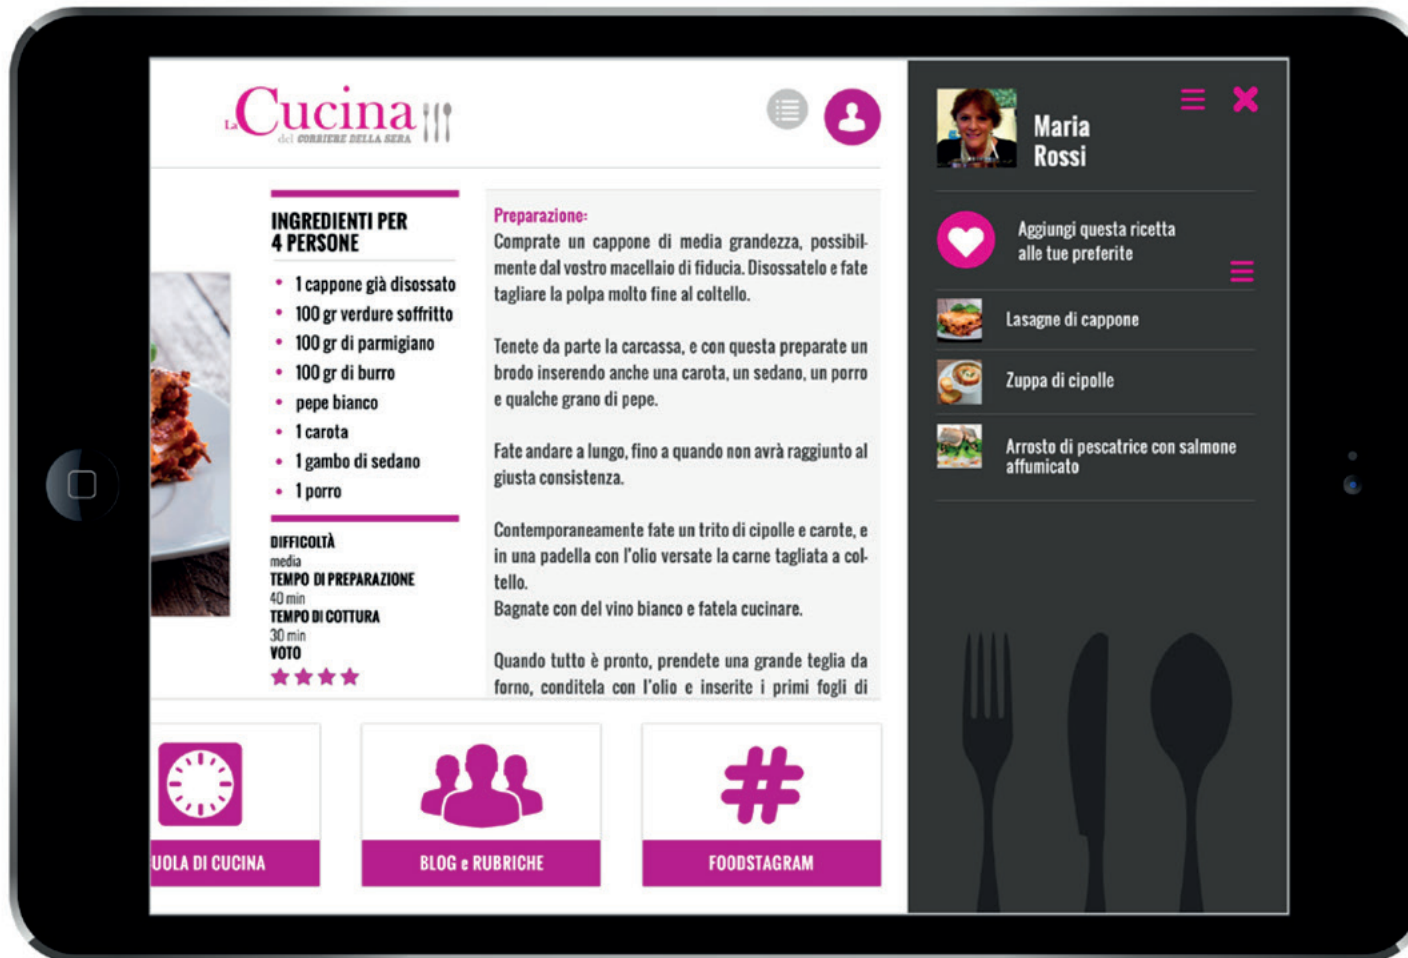 La Cucina
del CORRIERE DELLA SERA
INGREDIENTI PER
4 PERSONE
• 1 cappone già disossato
• 100 gr verdure soffritto
• 100 gr di parmigiano
• 100 gr di burro
• pepe bianco
• 1 carota
• 1 gambo di sedano
• 1 porro
DIFFICOLTÀ
media
TEMPO DI PREPARAZIONE
40 min
TEMPO DI COTTURA
30 min
VOTO
Preparazione:
Comprate un cappone di media grandezza, possibil-
mente dal vostro macellaio di fiducia. Disossatelo e fate
tagliare la polpa molto fine al coltello.
Tenete da parte la carcassa, e con questa preparate un
brodo inserendo anche una carota, un sedano, un porro
e qualche grano di pepe.
Fate andare a lungo, fino a quando non avrà raggiunto al
giusta consistenza.
Contemporaneamente fate un trito di cipolle e carote, e
in una padella con l'olio versate la carne tagliata a col-
tello.
Bagnate con del vino bianco e fatela cucinare.
Quando tutto è pronto, prendete una grande teglia da
forno, conditela con l'olio e inserite i primi fogli di
UOLA DI CUCINA
BLOG e RUBRICHE
#
FOODSTAGRAM
Maria
Rossi
Aggiungi questa ricetta
alle tue preferite
Lasagne di cappone
Zuppa di cipolle
Arrosto di pescatrice con salmone
affumicato